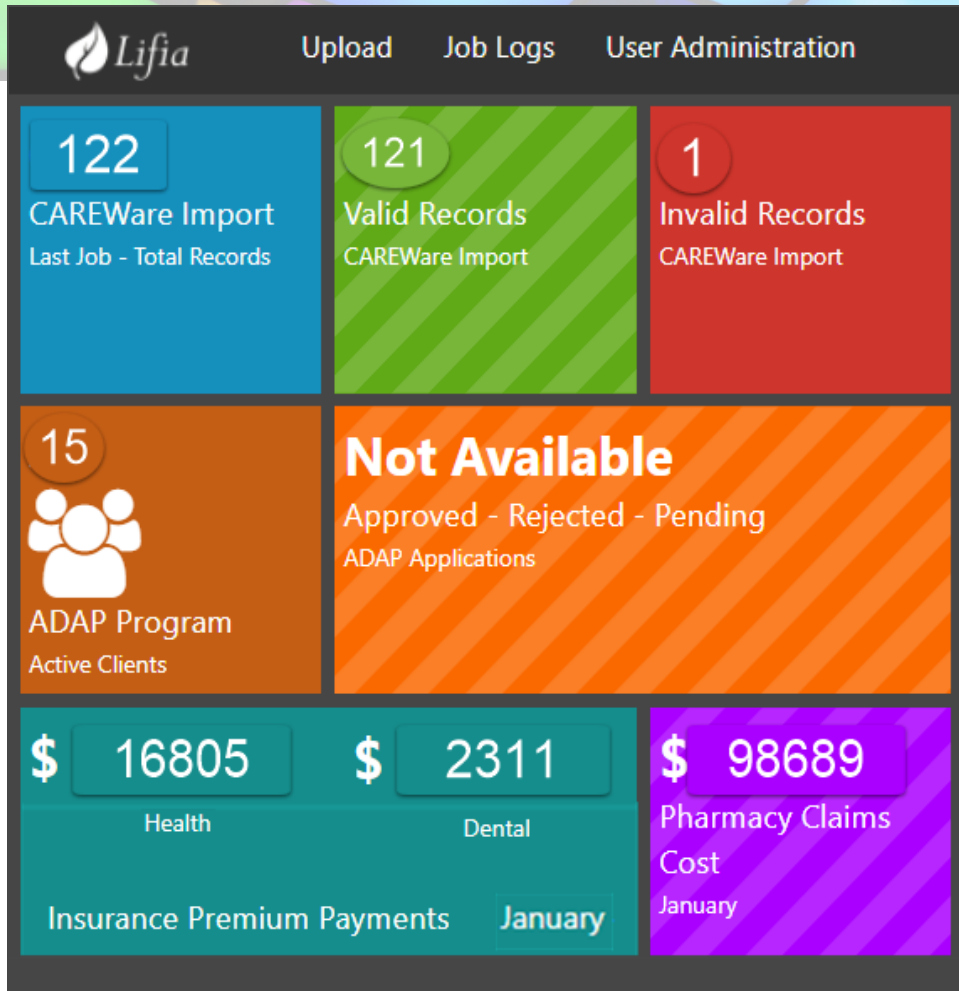 Lifia Upload Job Logs User Administration
122
CAREWare Import
Last Job - Total Records
121
Valid Records
CAREWare Import
1
Invalid Records
CAREWare Import
15
ADAP Program
Active Clients
Not Available
Approved - Rejected - Pending
ADAP Applications
$ 16805 $ 2311
Health Dental
Insurance Premium Payments January
$ 98689
Pharmacy Claims
Cost
January